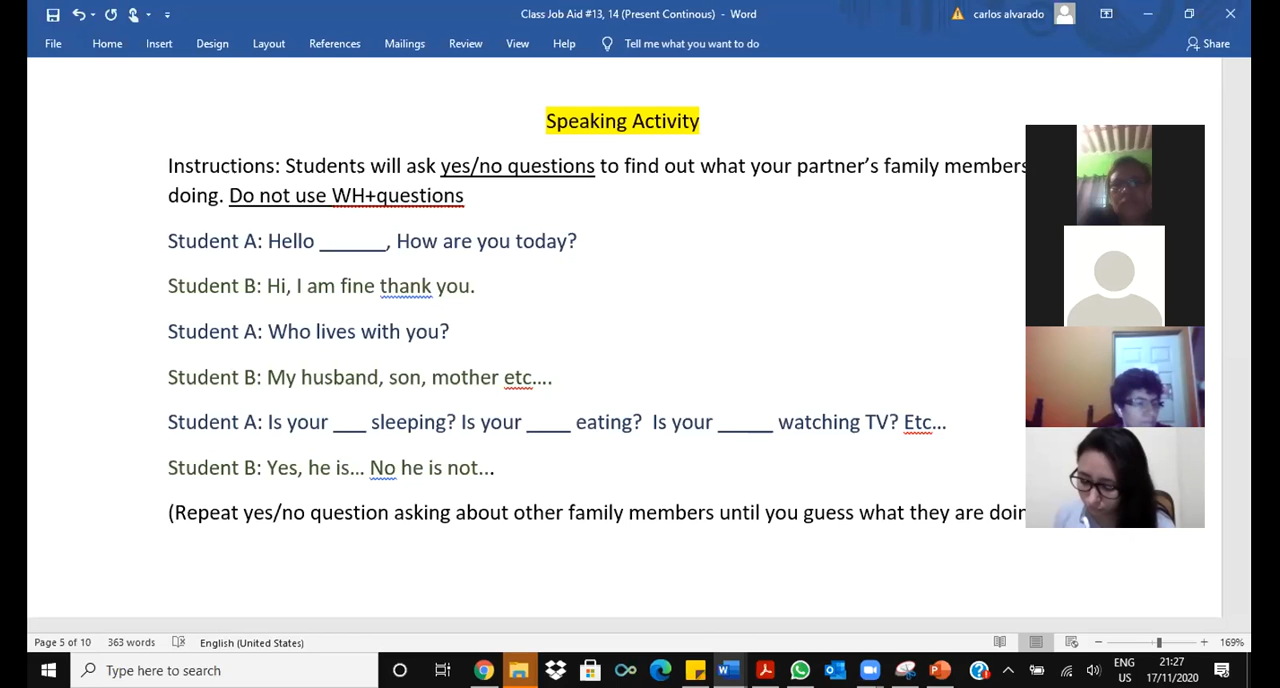 Class Job Aid #13, 14 (Present Continous) - Word
carlos alvarado
File Home Insert Design Layout References Mailings Review View Help Tell me what you want to do Share
Speaking Activity
Instructions: Students will ask yes/no questions to find out what your partner’s family members
doing. Do not use WH+questions
Student A: Hello ______, How are you today?
Student B: Hi, I am fine thank you.
Student A: Who lives with you?
Student B: My husband, son, mother etc....
Student A: Is your ___ sleeping? Is your ____ eating? Is your _____ watching TV? Etc...
Student B: Yes, he is... No he is not...
(Repeat yes/no question asking about other family members until you guess what they are
Page 5 of 10 363 words English (United States) 169%
Type here to search
ENG
US
21:27
17/11/2020